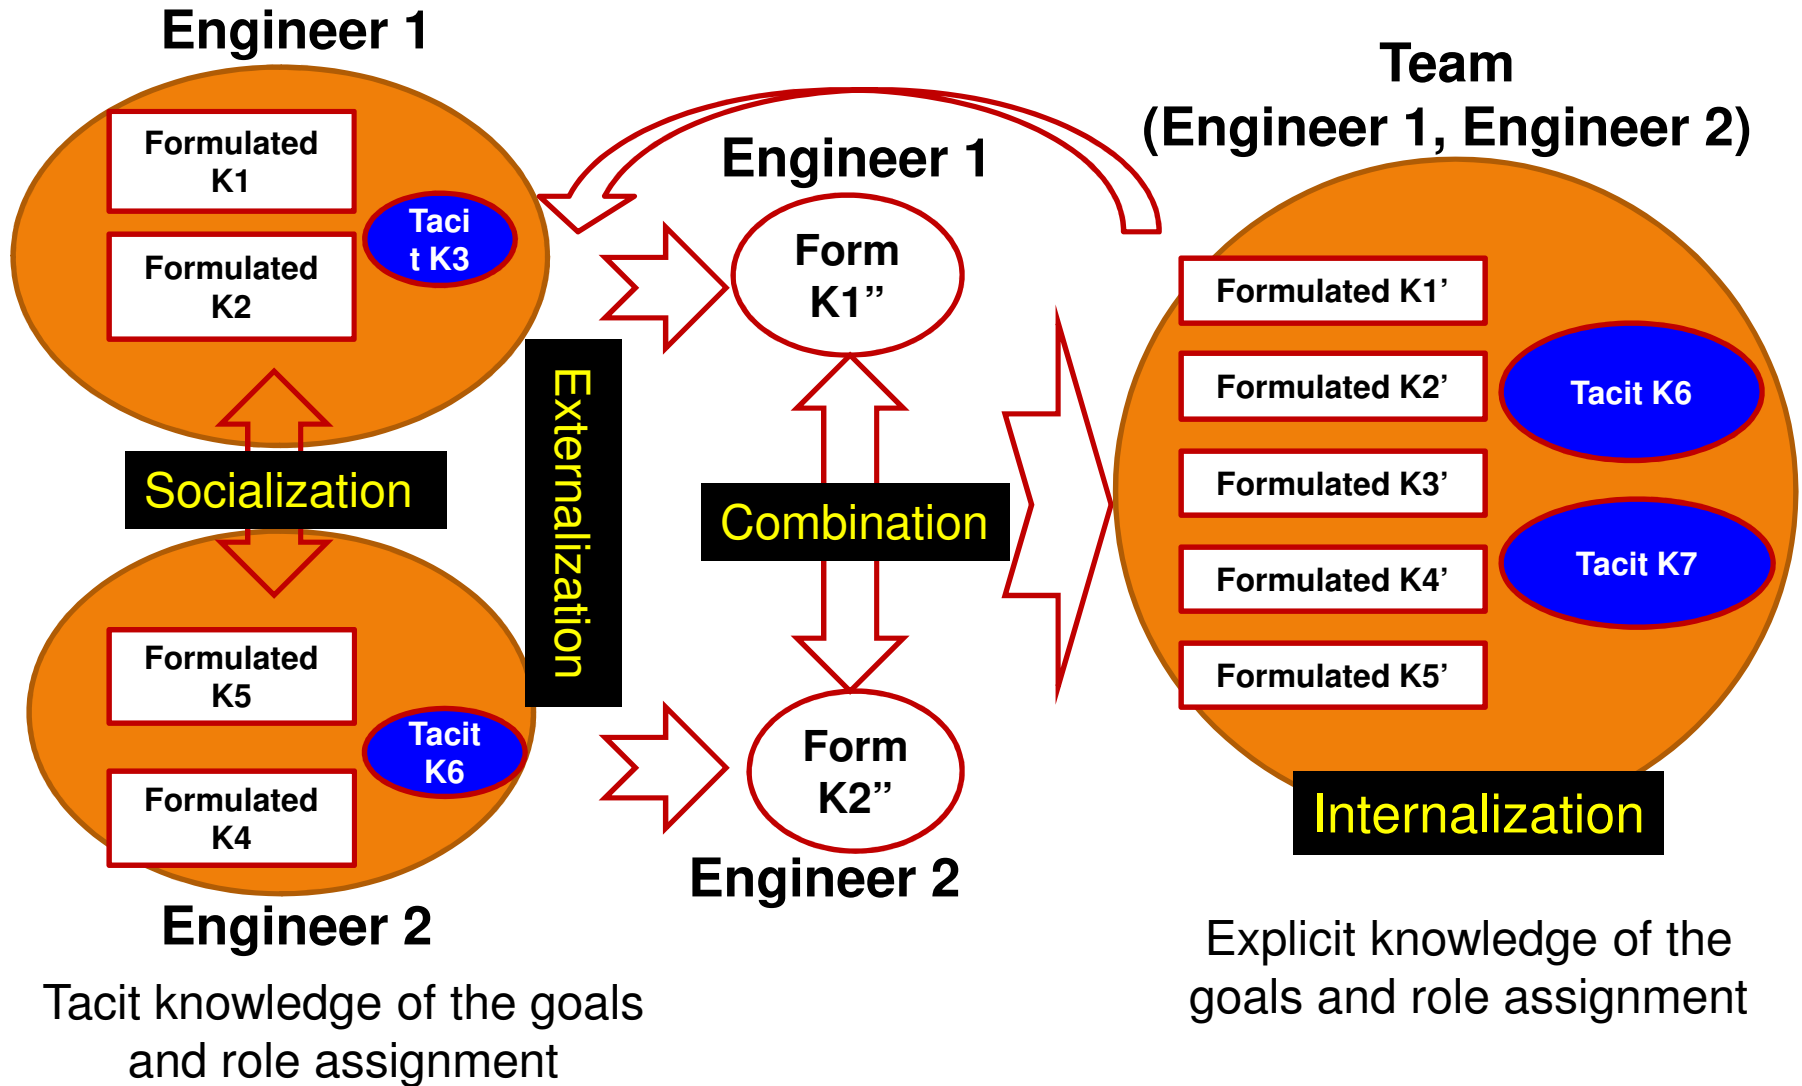 Engineer 1
Formulated
K1
Formulated
K2
Taci
t K3
Socialization
Formulated
K5
Formulated
K4
Tacit
K6
Engineer 2
Tacit knowledge of the goals
and role assignment
Externalization
Engineer 1
Form
K1”
Combination
Form
K2”
Engineer 2
Team
(Engineer 1, Engineer 2)
Formulated K1’
Formulated K2’
Formulated K3’
Formulated K4’
Formulated K5’
Tacit K6
Tacit K7
Internalization
Explicit knowledge of the
goals and role assignment